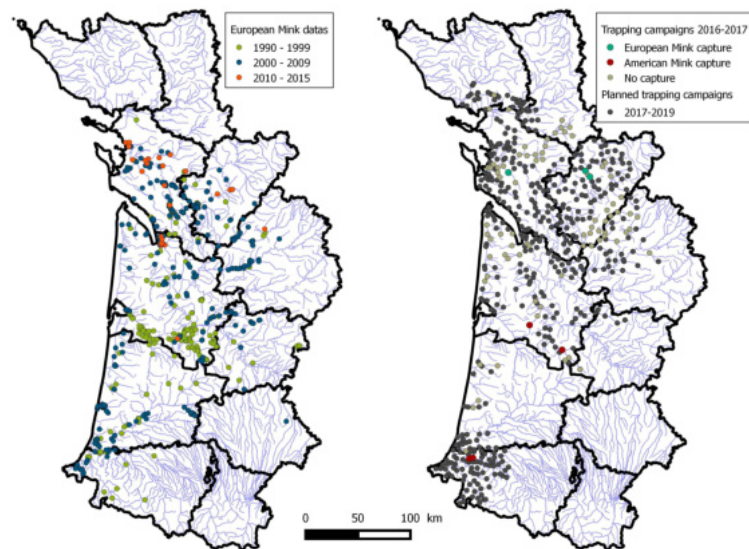 European Mink datas
1990 - 1999
2000 - 2009
2010 - 2015
Trapping campaigns 2016-2017
European Mink capture
American Mink capture
No capture
Planned trapping campaigns
2017-2019
0 50 100 km